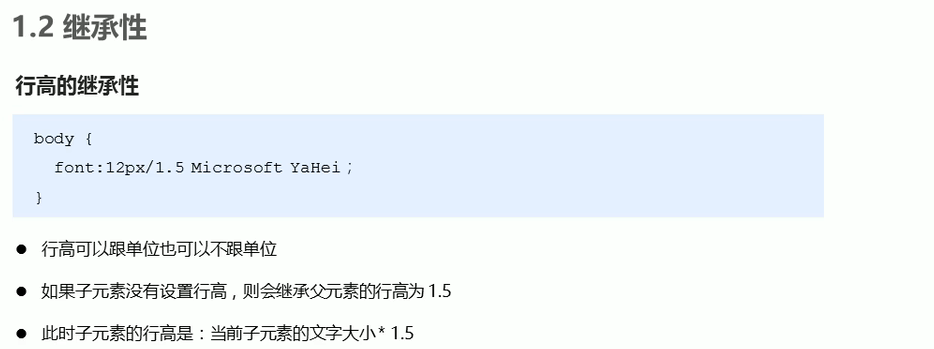 1.2 继承性
行高的继承性
body {
font:12px/1.5 Microsoft YaHei；
}
● 行高可以跟单位也可以不跟单位
● 如果子元素没有设置行高，则会继承父元素的行高为 1.5
● 此时子元素的行高是：当前子元素的文字大小 * 1.5